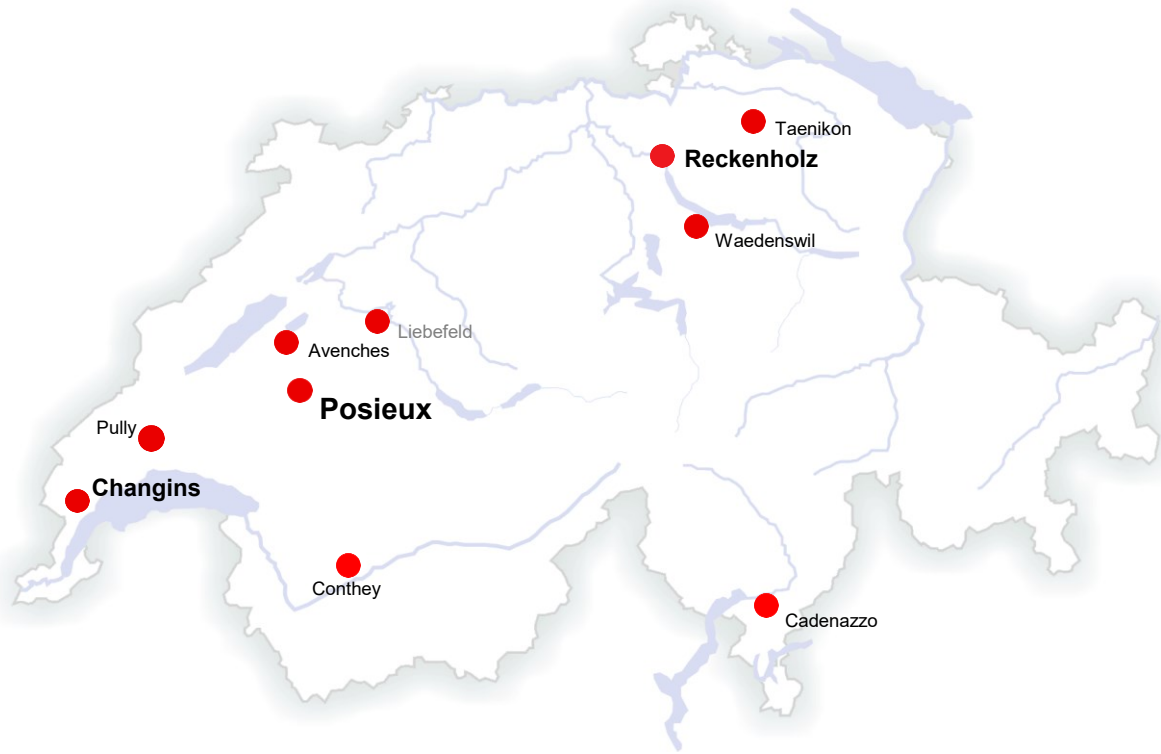 Taenikon
Reckenholz
Waedenswil
Liebefeld
Avenches
Posieux
Pully
Changins
Conthey
Cadenazzo